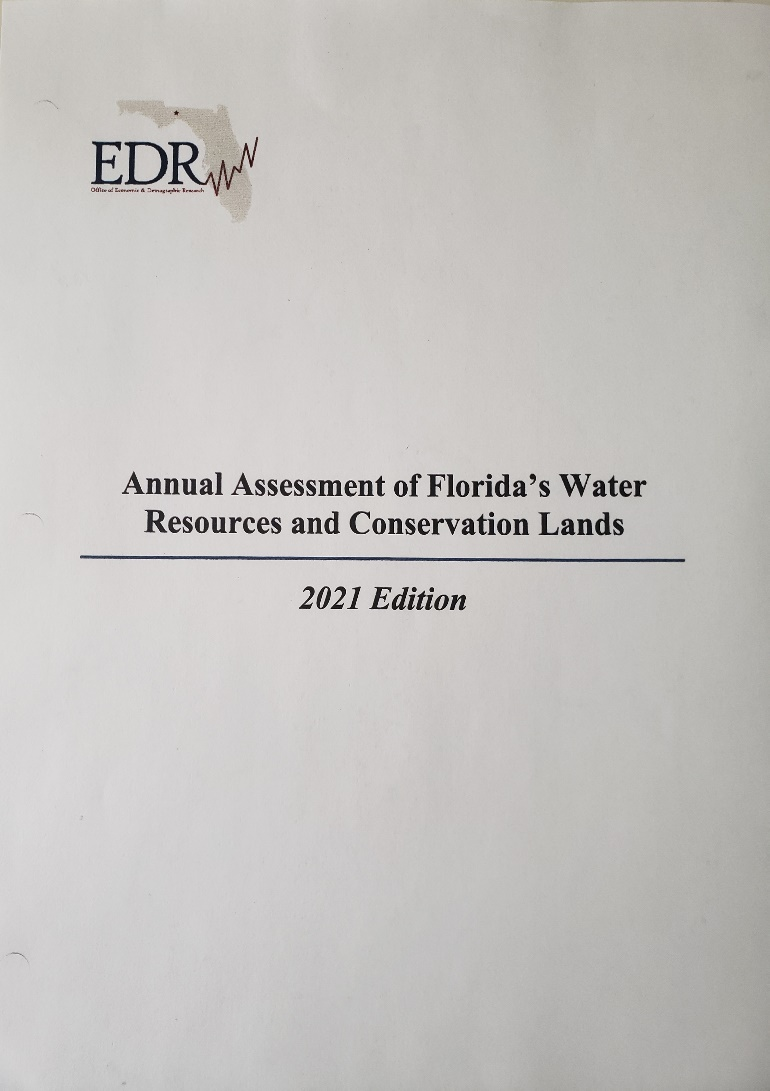 EDR
Office of Economic & Demographic Research
Annual Assessment of Florida's Water
Resources and Conservation Lands
2021 Edition